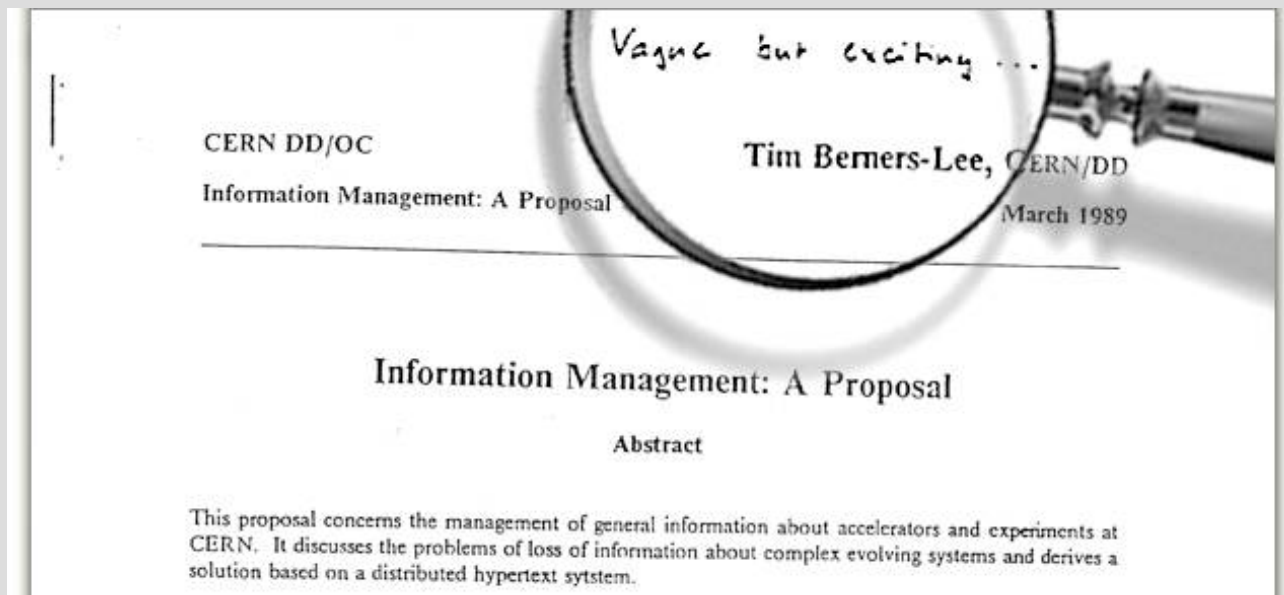 Vague but exciting ...
CERN DD/OC
Tim Berners-Lee, CERN/DD
Information Management: A Proposal
March 1989
Information Management: A Proposal
Abstract
This proposal concerns the management of general information about accelerators and experiments at
CERN. It discusses the problems of loss of information about complex evolving systems and derives a
solution based on a distributed hypertext sytstem.